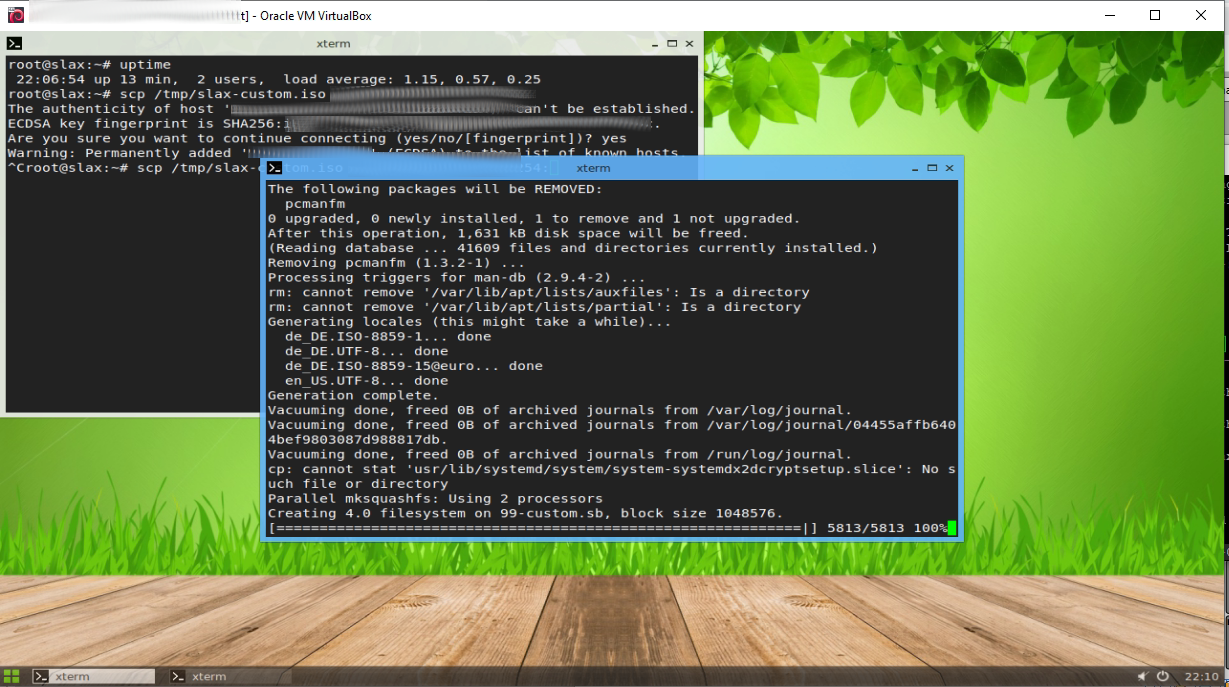 t] - Oracle VM VirtualBox
xterm
root@slax:~# uptime
22:06:54 up 13 min,  2 users,  load average: 1.15, 0.57, 0.25
root@slax:~# scp /tmp/slax-custom.iso
The authenticity of host ' can't be established.
ECDSA key fingerprint is SHA256:
Are you sure you want to continue connecting (yes/no/[fingerprint])? yes
Warning: Permanently added ' (ECDSA) to the list of known hosts
^Croot@slax:~# scp /tmp/slax-
xterm
The following packages will be REMOVED:
pcmanfm
0 upgraded, 0 newly installed, 1 to remove and 1 not upgraded.
After this operation, 1,631 kB disk space will be freed.
(Reading database ... 41609 files and directories currently installed.)
Removing pcmanfm (1.3.2-1) ...
Processing triggers for man-db (2.9.4-2) ...
rm: cannot remove '/var/lib/apt/lists/auxfiles': Is a directory
rm: cannot remove '/var/lib/apt/lists/partial': Is a directory
Generating locales (this might take a while)...
de_DE.ISO-8859-1... done
de_DE.UTF-8... done
de_DE.ISO-8859-15@euro... done
en_US.UTF-8... done
Generation complete.
Vacuuming done, freed 0B of archived journals from /var/log/journal.
Vacuuming done, freed 0B of archived journals from /var/log/journal/04455affb640
4bef9803087d988817db.
Vacuuming done, freed 0B of archived journals from /run/log/journal.
cp: cannot stat 'usr/lib/systemd/system/system-systemdx2dcryptsetup.slice': No s
uch file or directory
Parallel mksquashfs: Using 2 processors
Creating 4.0 filesystem on 99-custom.sb, block size 1048576.
[=============================================================|] 5813/5813 100%
xterm
xterm
22:10